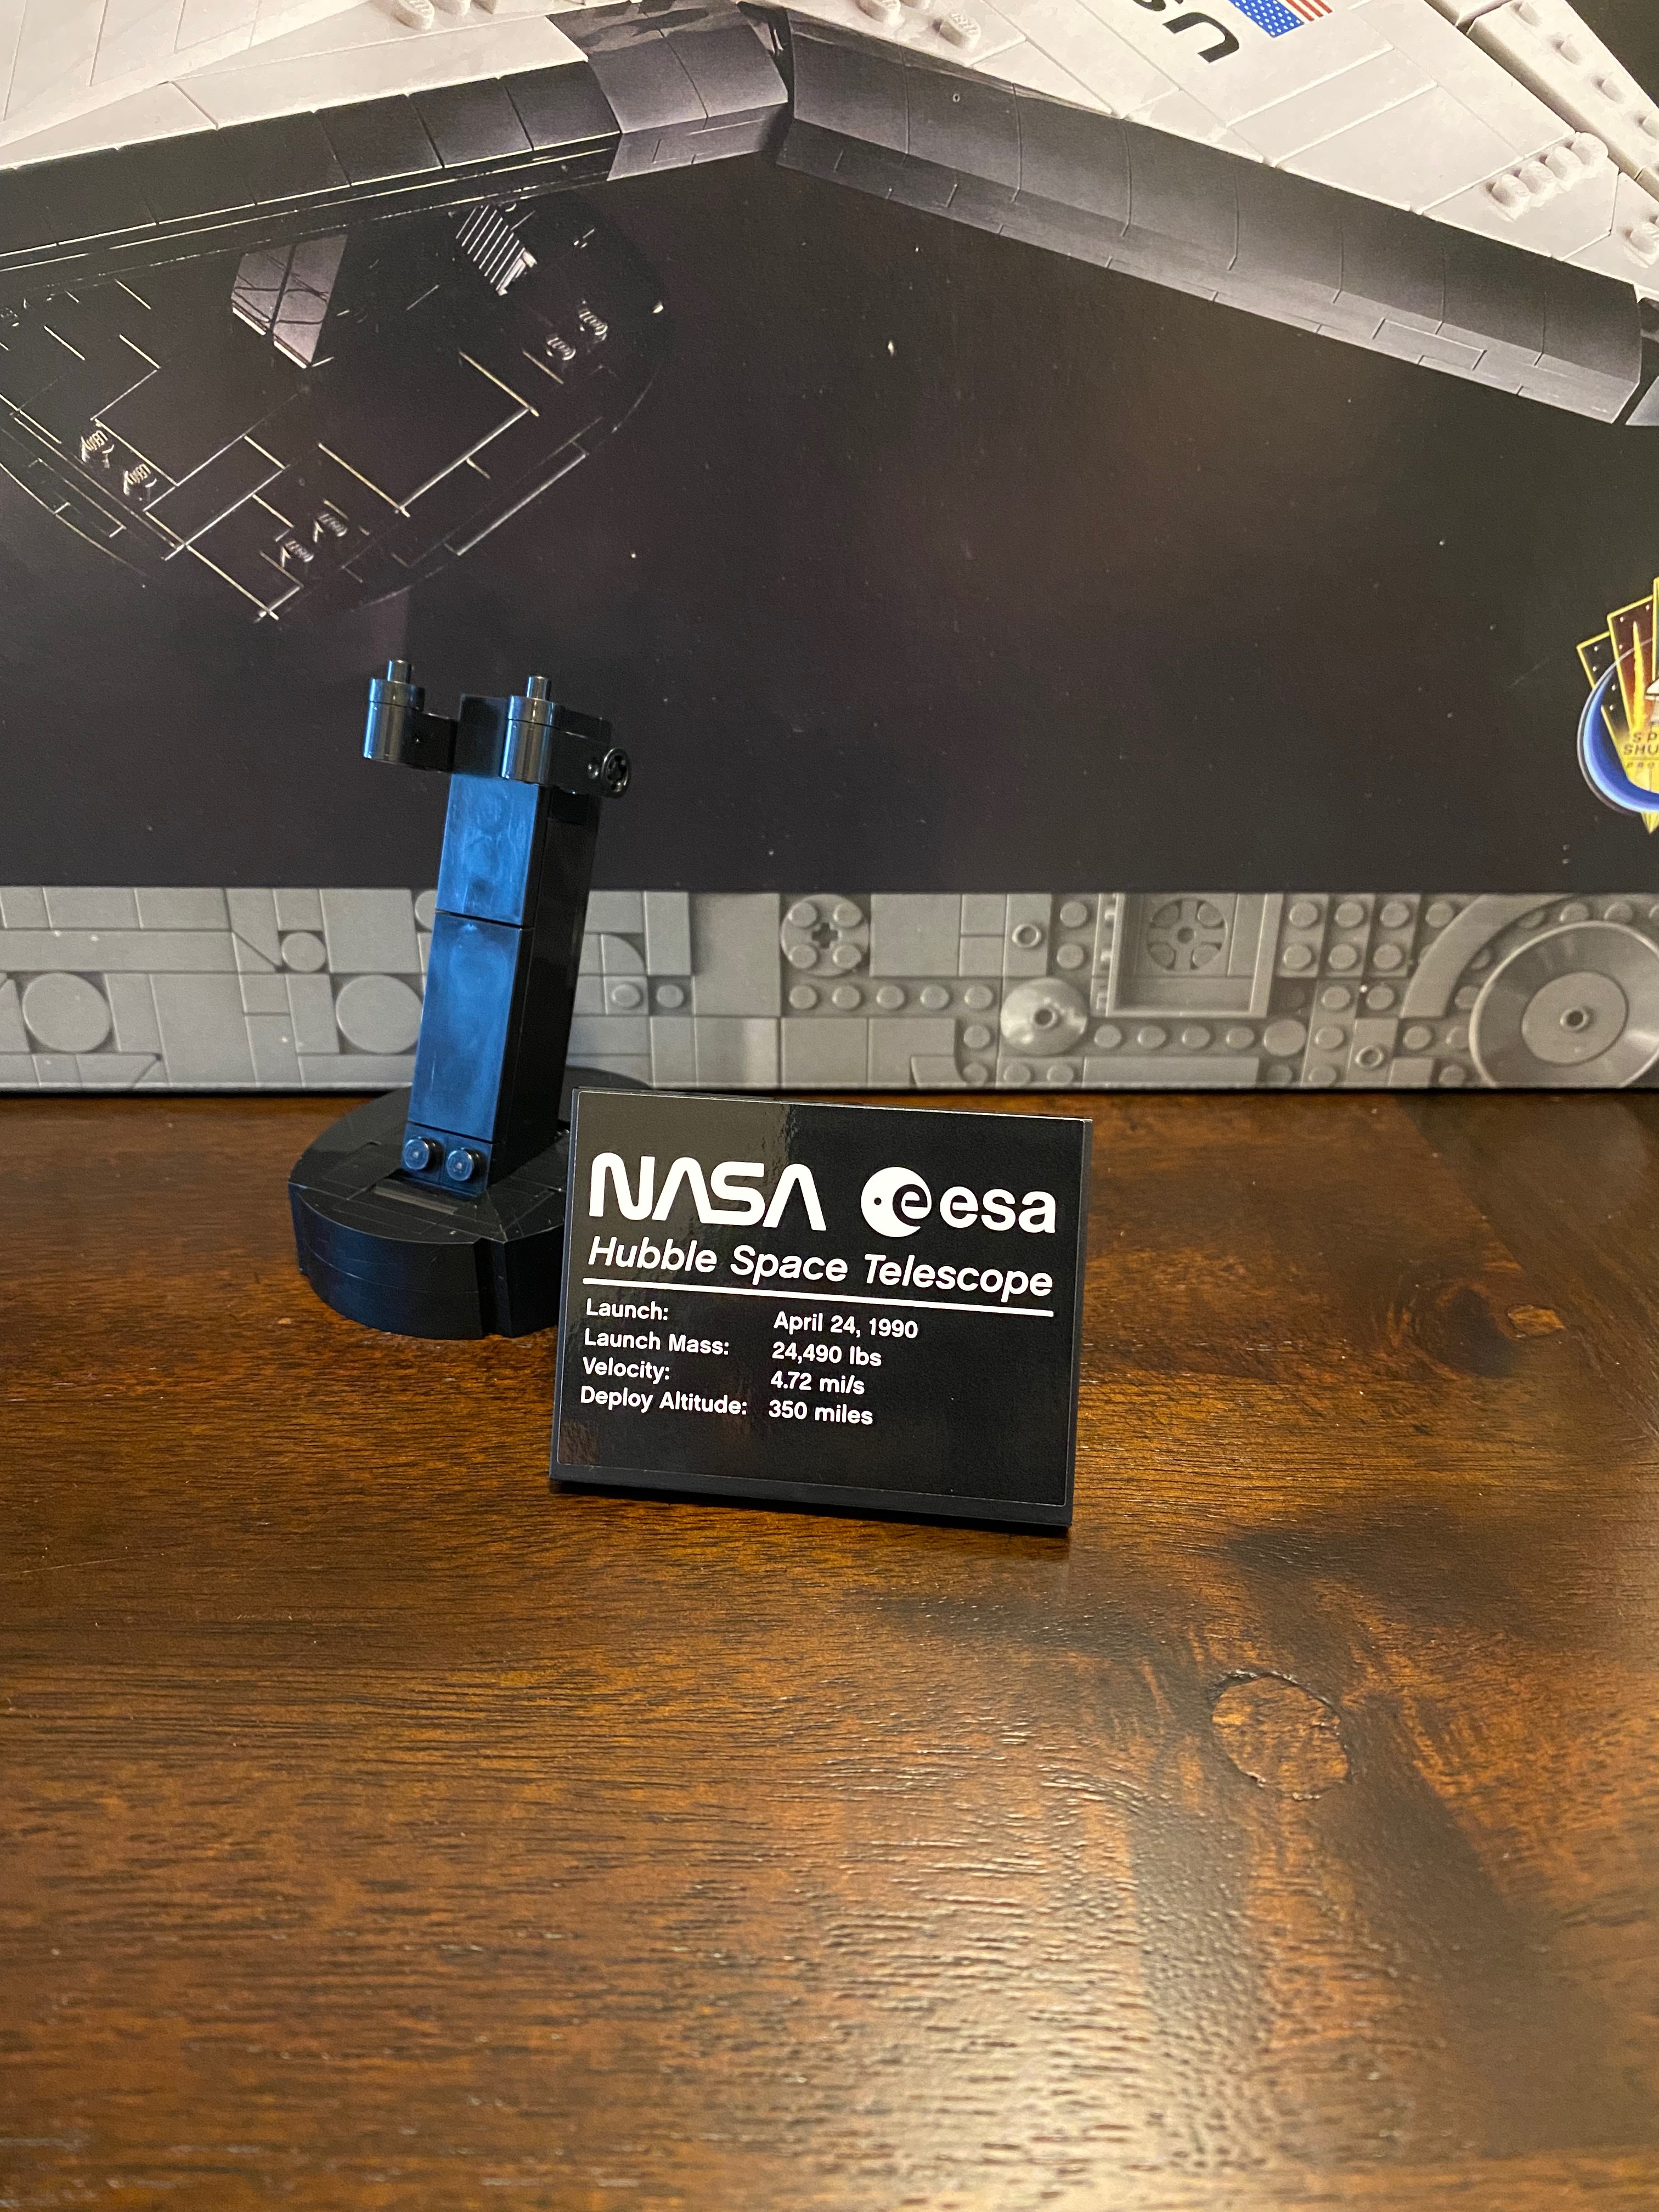 USA
NASA esa
Hubble Space Telescope
Launch: April 24, 1990
Launch Mass: 24,490 lbs
Velocity: 4.72 mi/s
Deploy Altitude: 350 miles